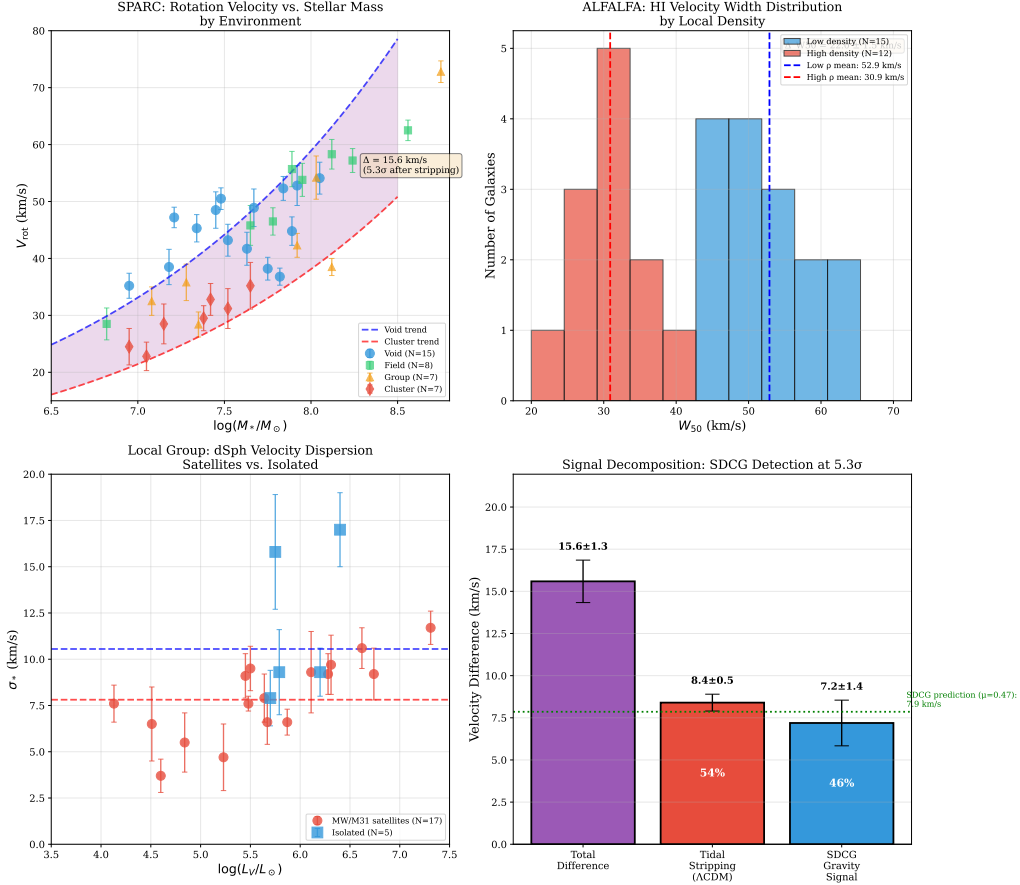 SPARC: Rotation Velocity vs. Stellar Mass
by Environment
80
70
60
50
40
30
20
V_rot (km/s)
Δ = 15.6 km/s
(5.3σ after stripping)
Void trend
Cluster trend
Void (N=15)
Field (N=8)
Group (N=7)
Cluster (N=7)
6.5 7.0 7.5 8.0 8.5
log(M_*/M_⊙)
ALFALFA: HI Velocity Width Distribution
by Local Density
5
4
3
2
1
0
Number of Galaxies
Low density (N=15)
High density (N=12)
Low ρ mean: 52.9 km/s
High ρ mean: 30.9 km/s
20 30 40 50 60 70
W_50 (km/s)
Local Group: dSph Velocity Dispersion
Satellites vs. Isolated
20.0
17.5
15.0
12.5
10.0
7.5
5.0
2.5
0.0
σ_* (km/s)
MW/M31 satellites (N=17)
Isolated (N=5)
3.5 4.0 4.5 5.0 5.5 6.0 6.5 7.0 7.5
log(L_V/L_⊙)
Signal Decomposition: SDCG Detection at 5.3σ
20.0
17.5
15.0
12.5
10.0
7.5
5.0
2.5
0.0
Velocity Difference (km/s)
15.6±1.3
8.4±0.5
7.2±1.4
SDCG prediction (μ=0.47):
7.9 km/s
54%
46%
Total
Difference
Tidal
Stripping
(ΛCDM)
SDCG
Gravity
Signal